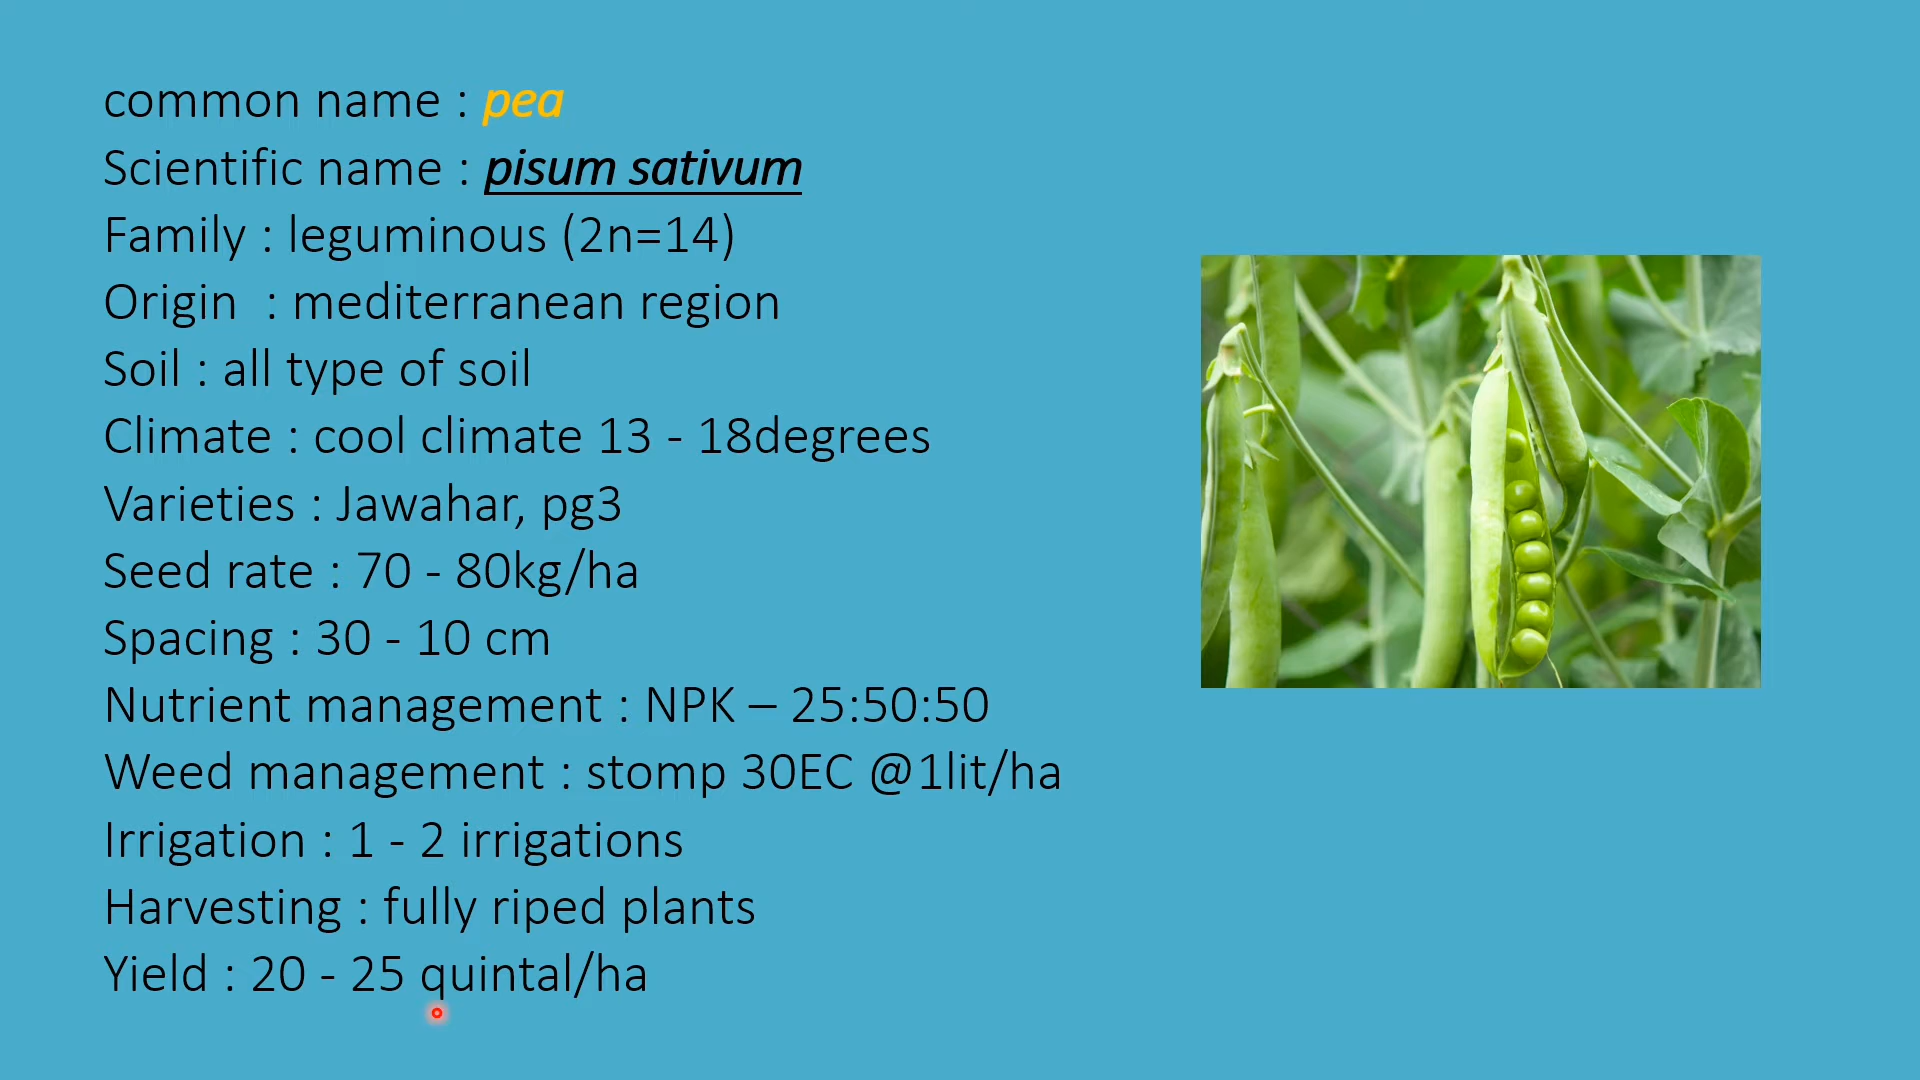 common name : pea
Scientific name : pisum sativum
Family : leguminous (2n=14)
Origin  : mediterranean region
Soil : all type of soil
Climate : cool climate 13 - 18degrees
Varieties : Jawahar, pg3
Seed rate : 70 - 80kg/ha
Spacing : 30 - 10 cm
Nutrient management : NPK – 25:50:50
Weed management : stomp 30EC @1lit/ha
Irrigation : 1 - 2 irrigations
Harvesting : fully riped plants
Yield : 20 - 25 quintal/ha